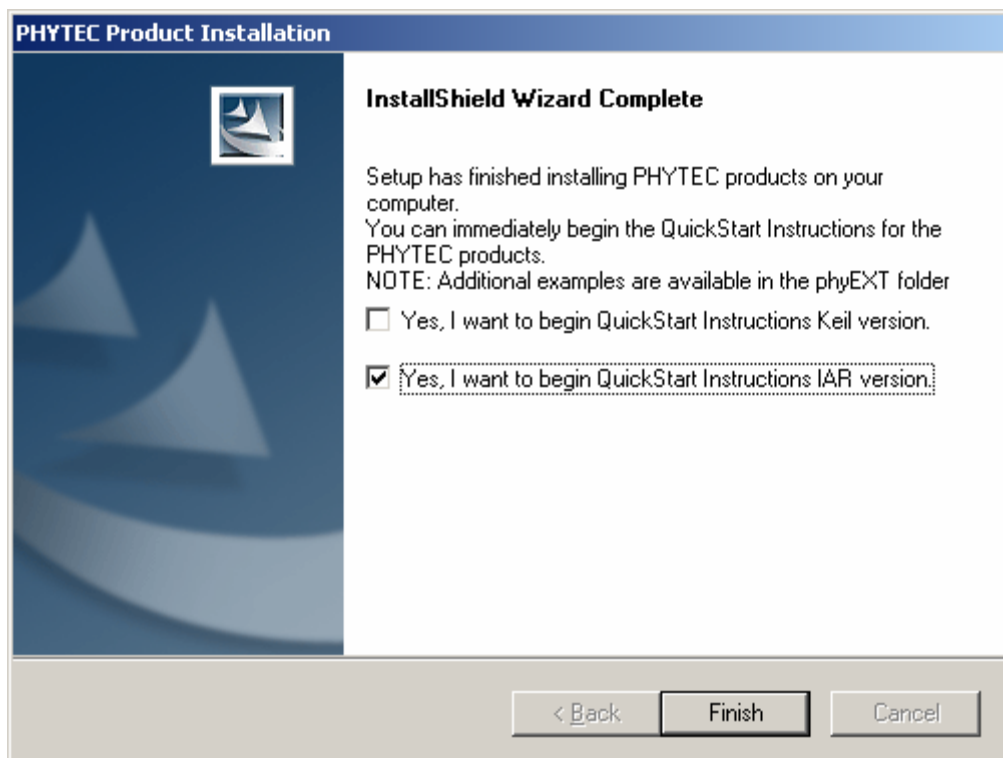 PHYTEC Product Installation
InstallShield Wizard Complete
Setup has finished installing PHYTEC products on your
computer.
You can immediately begin the QuickStart Instructions for the
PHYTEC products.
NOTE: Additional examples are available in the phyEXT folder
Yes, I want to begin QuickStart Instructions Keil version.
Yes, I want to begin QuickStart Instructions IAR version.
< Back
Finish
Cancel